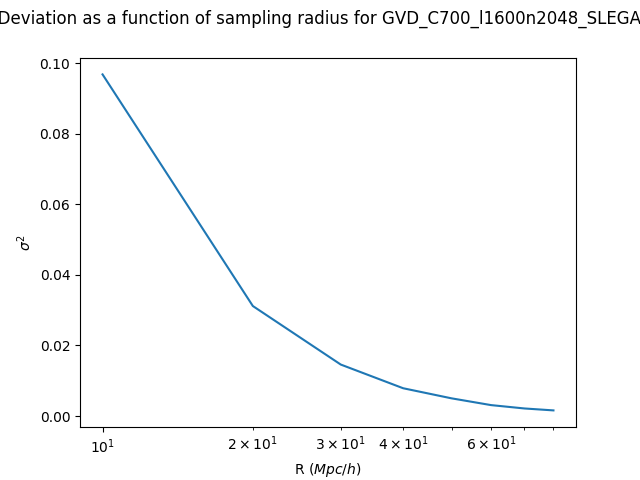 Deviation as a function of sampling radius for GVD_C700_l1600n2048_SLEGA
0.10
0.08
0.06
0.04
0.02
0.00
σ²
10¹ 2 × 10¹ 3 × 10¹ 4 × 10¹ 6 × 10¹
R (Mpc/h)